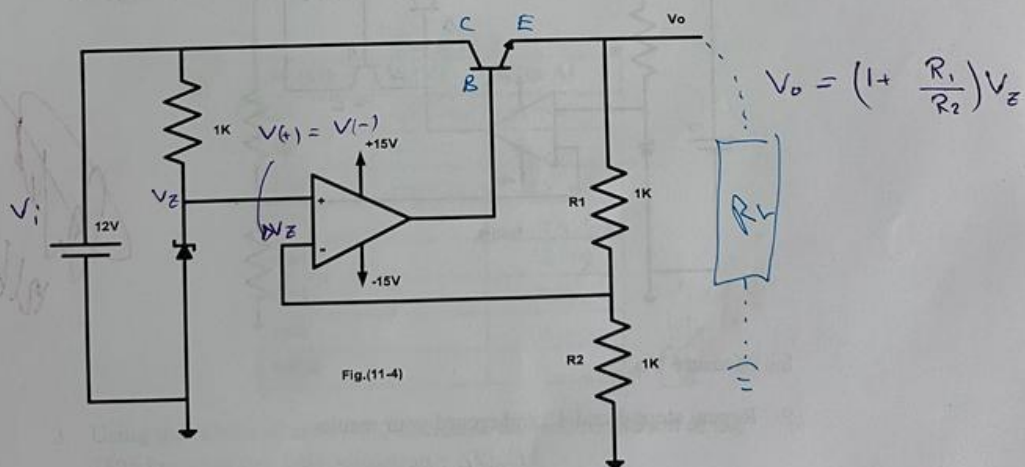 C E Vo
B
Vo = (1 + R1/R2) Vz
1K
V(+) = V(-)
+15V
Vi
Vz
+
R1
1K
12V
Vz
-
RL
-15V
R2
1K
Fig.(11-4)